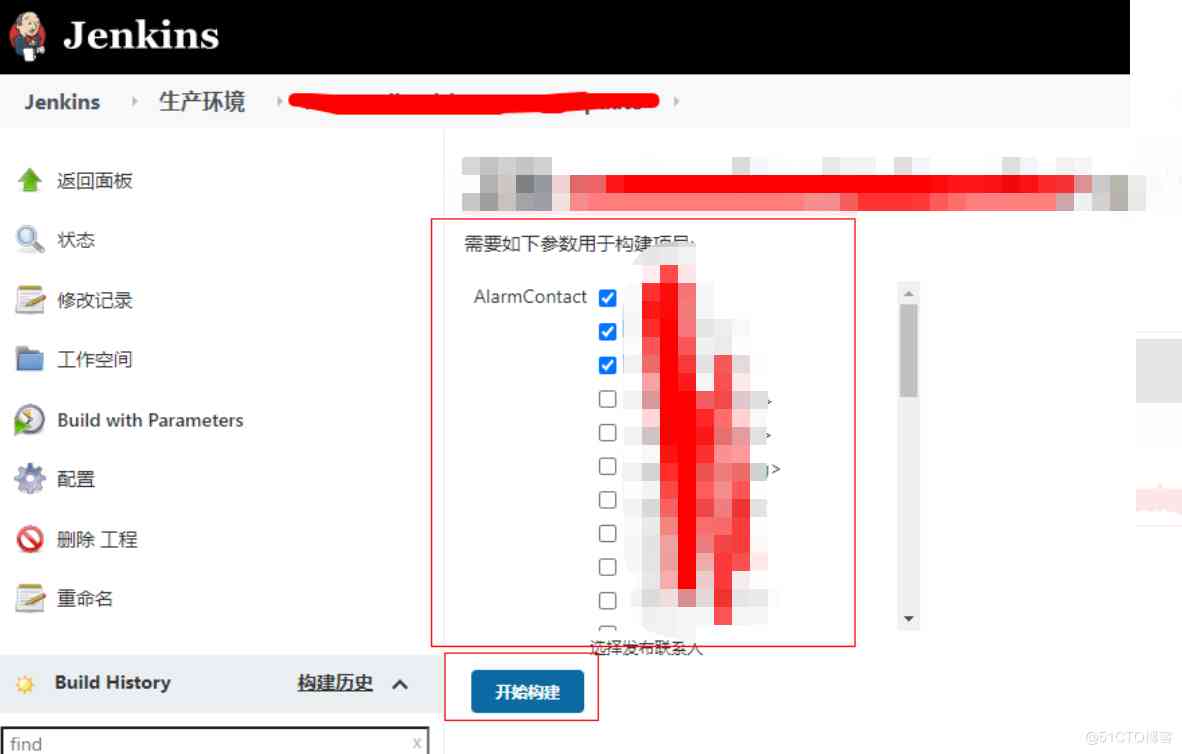 Jenkins
Jenkins 生产环境
返回面板
状态
修改记录
工作空间
Build with Parameters
配置
删除 工程
重命名
Build History 构建历史
find x
需要如下参数用于构建项目:
AlarmContact
>
>
g>
选择发布联系人
开始构建
@51CTO博客